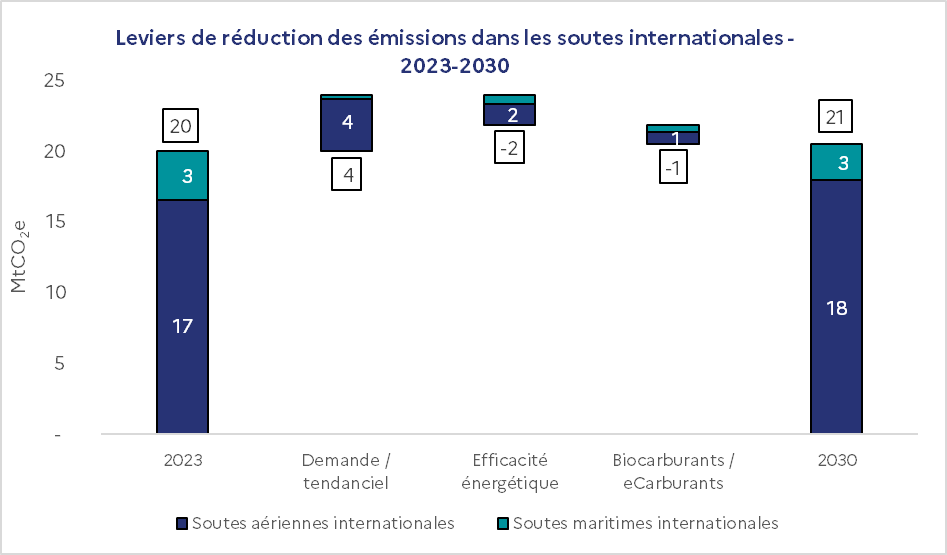 Leviers de réduction des émissions dans les soutes internationales -
2023-2030
MtCO₂e
25
20
15
10
5
-
20
3
17
4
4
2
-2
1
-1
21
3
18
2023
Demande /
tendanciel
Efficacité
énergétique
Biocarburants /
eCarburants
2030
Soutes aériennes internationales
Soutes maritimes internationales